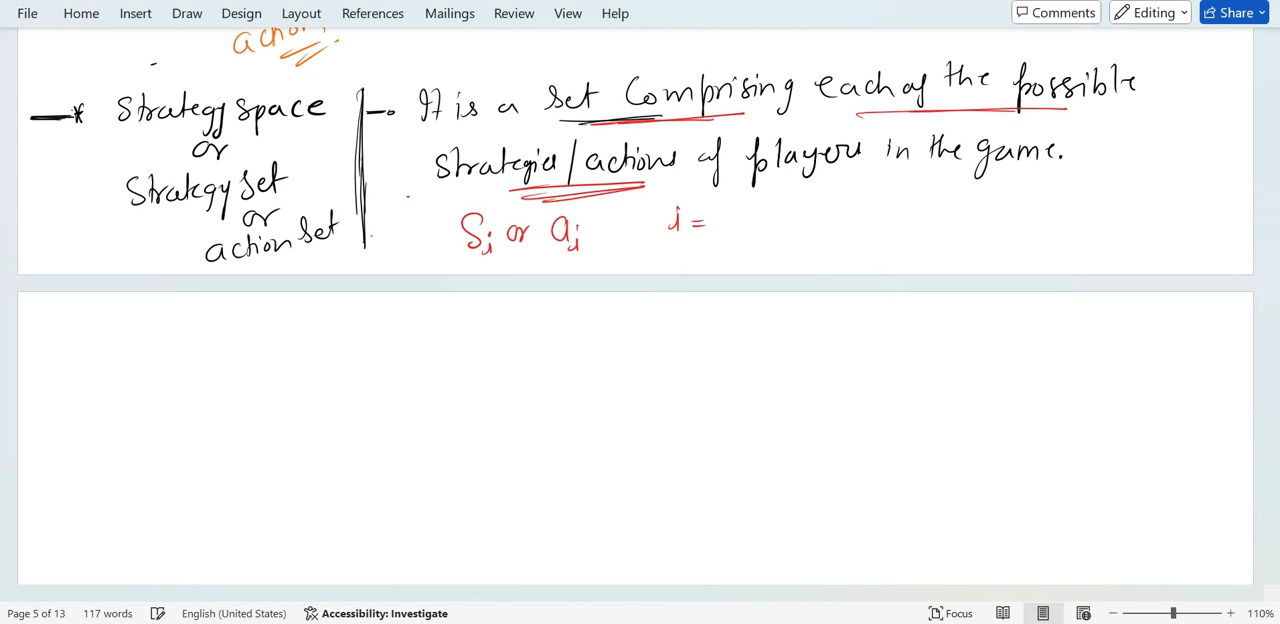 File Home Insert Draw Design Layout References Mailings Review View Help Comments Editing Share
action
* Strategy space
or
Strategy set
or
action set
It is a set comprising each of the possible
strategies/actions of players in the game.
Si or ai i =
Page 5 of 13 117 words English (United States) Accessibility: Investigate Focus 110%